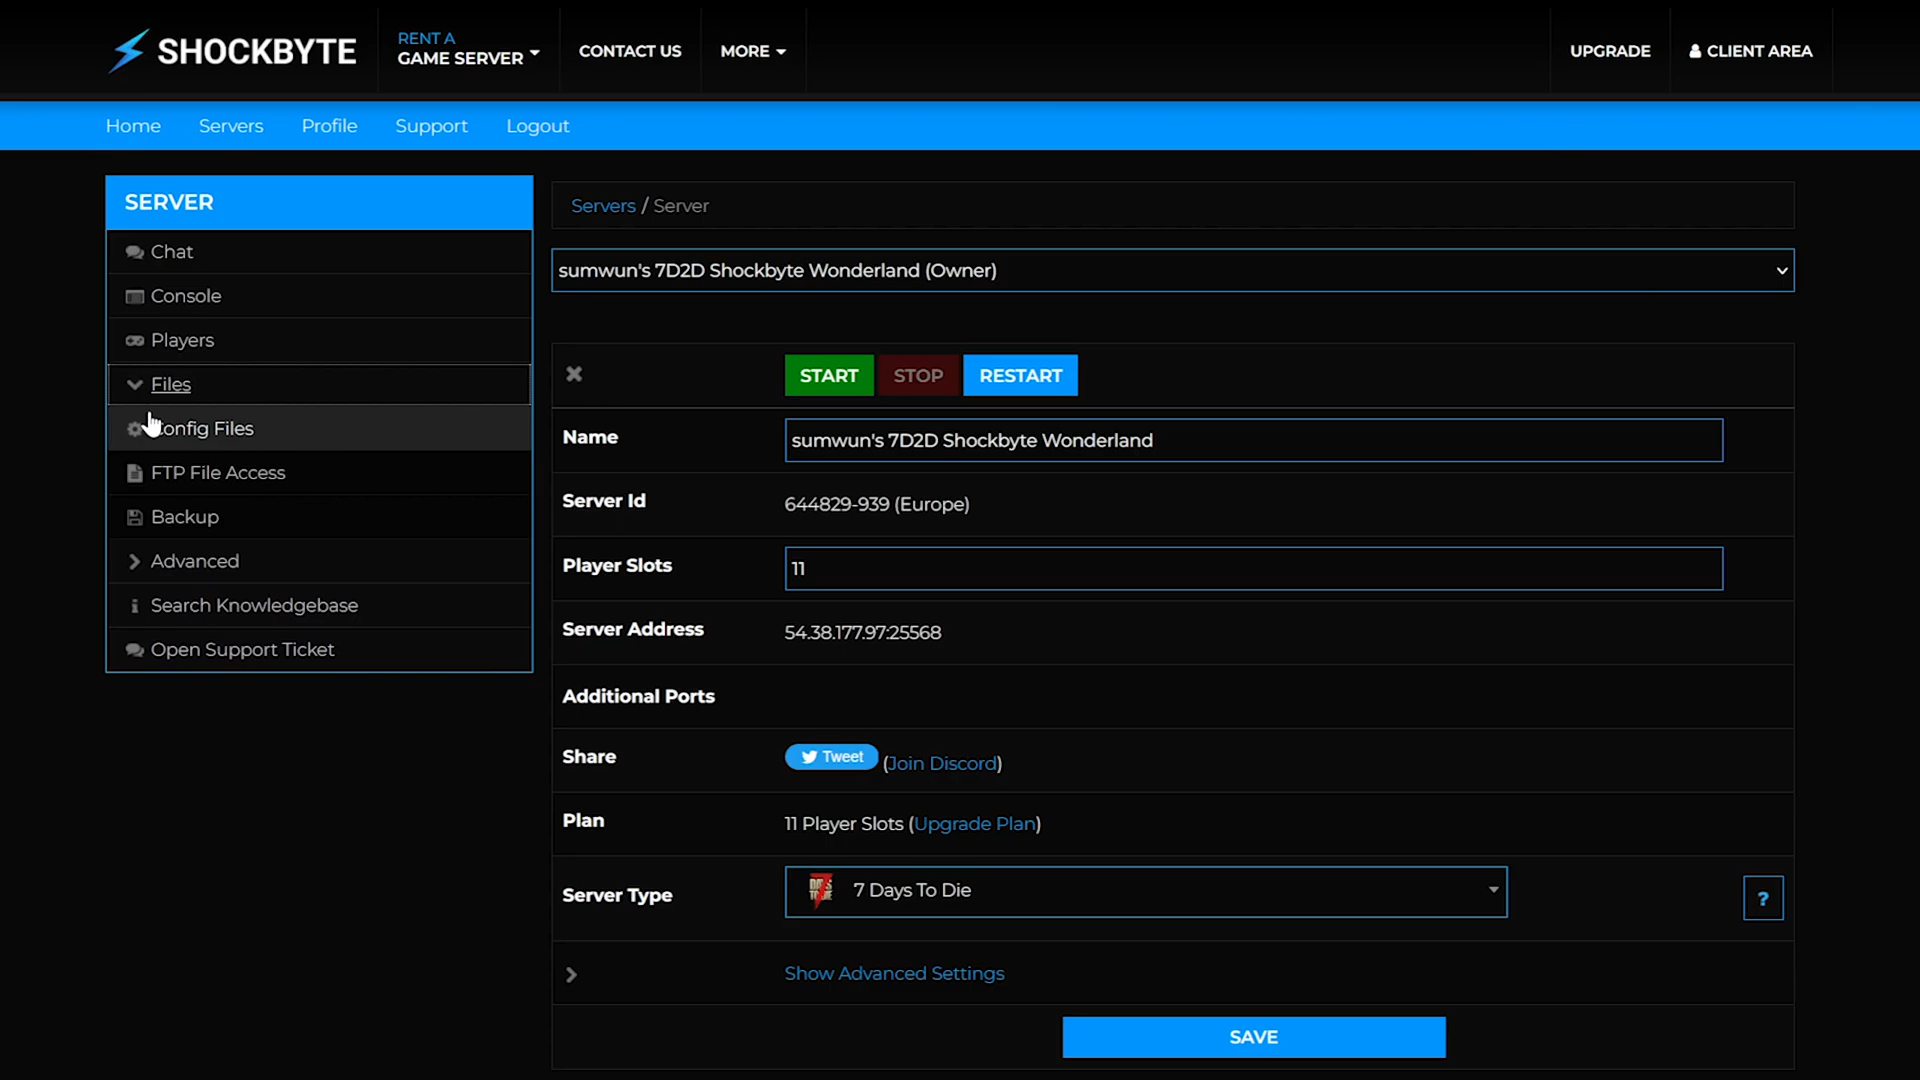 SHOCKBYTE
RENT A
GAME SERVER
CONTACT US
MORE
UPGRADE
CLIENT AREA
Home
Servers
Profile
Support
Logout
SERVER
Chat
Console
Players
Files
onfig Files
FTP File Access
Backup
Advanced
Search Knowledgebase
Open Support Ticket
Servers / Server
sumwun's 7D2D Shockbyte Wonderland (Owner)
START
STOP
RESTART
Name
sumwun's 7D2D Shockbyte Wonderland
Server Id
644829-939 (Europe)
Player Slots
11
Server Address
54.38.177.97:25568
Additional Ports
Share
Tweet
(Join Discord)
Plan
11 Player Slots (Upgrade Plan)
Server Type
7 Days To Die
?
Show Advanced Settings
SAVE